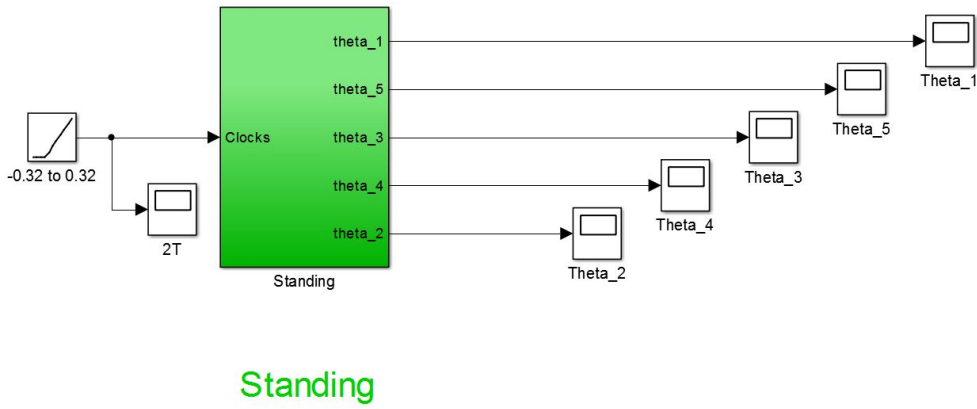 theta_1
Theta_1
theta_5
Theta_5
Clocks
theta_3
Theta_3
-0.32 to 0.32
theta_4
Theta_4
2T
theta_2
Theta_2
Standing
Standing